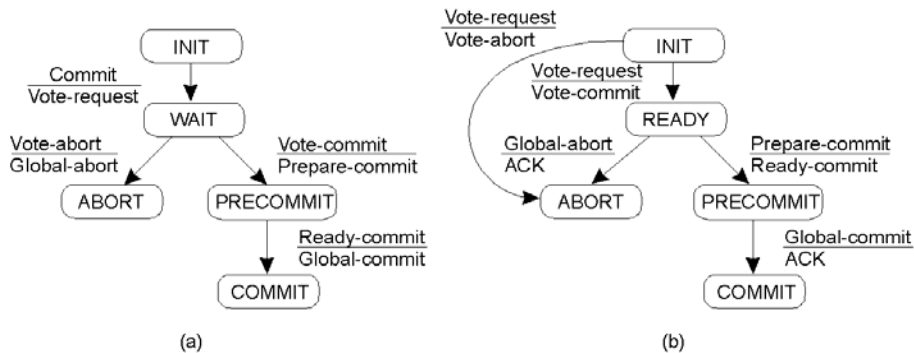 INIT
Commit
Vote-request
WAIT
Vote-abort
Global-abort
Vote-commit
Prepare-commit
ABORT
PRECOMMIT
Ready-commit
Global-commit
COMMIT
(a)
Vote-request
Vote-abort
INIT
Vote-request
Vote-commit
READY
Global-abort
ACK
Prepare-commit
Ready-commit
ABORT
PRECOMMIT
Global-commit
ACK
COMMIT
(b)